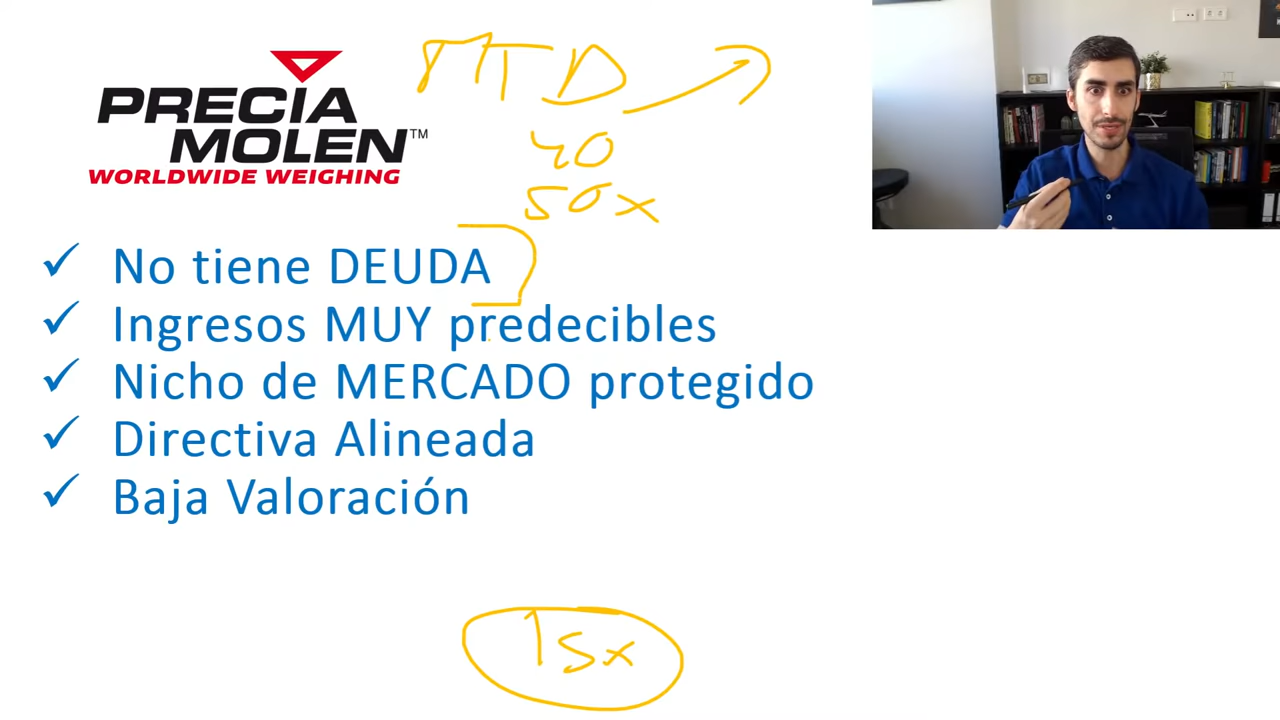 MTD
PRECIA
MOLEN™
WORLDWIDE WEIGHING
40
50x
✓ No tiene DEUDA
✓ Ingresos MUY predecibles
✓ Nicho de MERCADO protegido
✓ Directiva Alineada
✓ Baja Valoración
15x